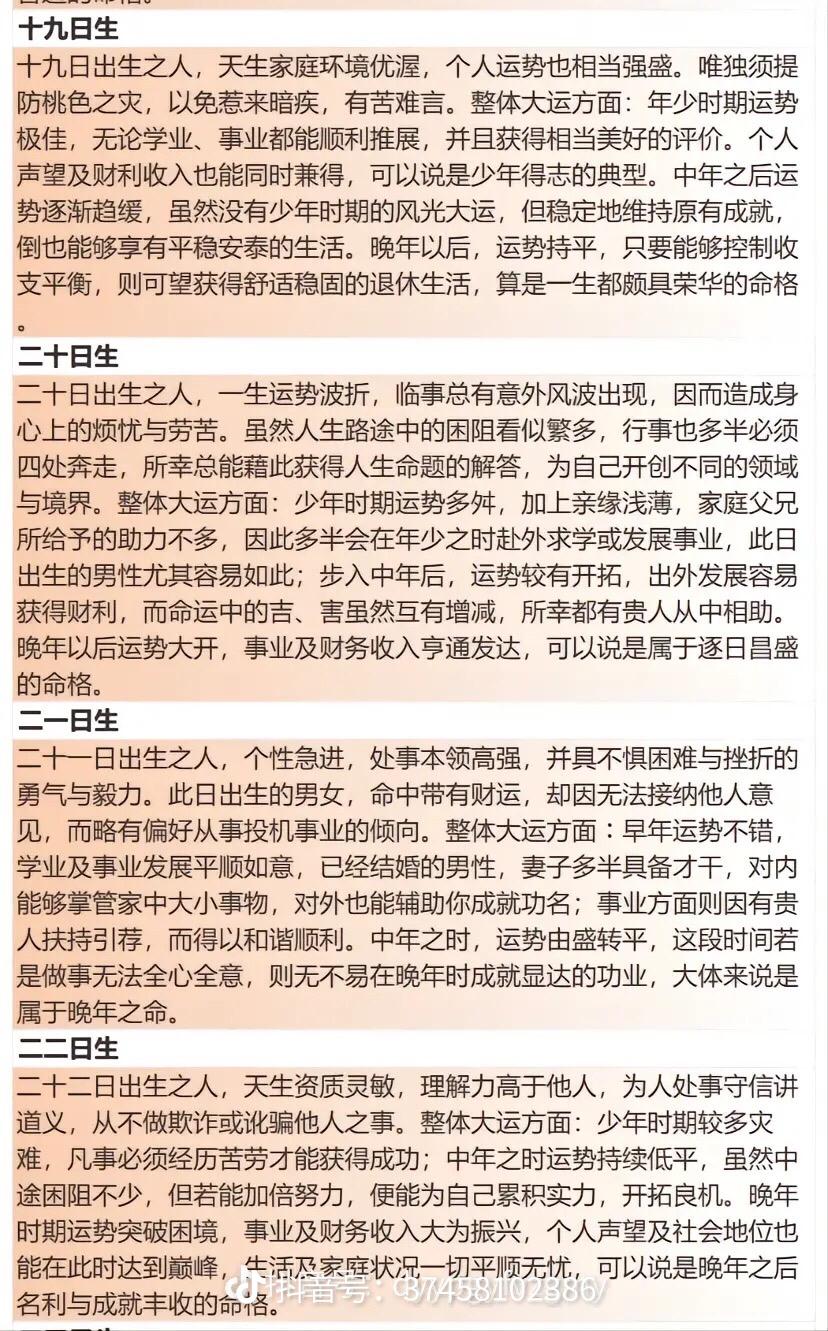 十九日生
十九日出生之人，天生家庭环境优渥，个人运势也相当强盛。唯独须提
防桃色之灾，以免惹来暗疾，有苦难言。整体大运方面：年少时期运势
极佳，无论学业、事业都能顺利推展，并且获得相当美好的评价。个人
声望及财利收入也能同时兼得，可以说是少年得志的典型。中年之后运
势逐渐趋缓，虽然没有少年时期的风光大运，但稳定地维持原有成就，
倒也能够享有平稳安泰的生活。晚年以后，运势持平，只要能够控制收
支平衡，则可望获得舒适稳固的退休生活，算是一生都颇具荣华的命格
。
二十日生
二十日出生之人，一生运势波折，临事总有意外风波出现，因而造成身
心上的烦忧与劳苦。虽然人生路途中的困阻看似繁多，行事也多半必须
四处奔走，所幸总能藉此获得人生命题的解答，为自己开创不同的领域
与境界。整体大运方面：少年时期运势多舛，加上亲缘浅薄，家庭父兄
所给予的助力不多，因此多半会在年少之时赴外求学或发展事业，此日
出生的男性尤其容易如此；步入中年后，运势较有开拓，出外发展容易
获得财利，而命运中的吉、害虽然互有增减，所幸都有贵人从中相助。
晚年以后运势大开，事业及财务收入亨通发达，可以说是属于逐日昌盛
的命格。
二一日生
二十一日出生之人，个性急进，处事本领高强，并具不惧困难与挫折的
勇气与毅力。此日出生的男女，命中带有财运，却因无法接纳他人意
见，而略有偏好从事投机事业的倾向。整体大运方面：早年运势不错，
学业及事业发展平顺如意，已经结婚的男性，妻子多半具备才干，对内
能够掌管家中大小事物，对外也能辅助你成就功名；事业方面则因有贵
人扶持引荐，而得以和谐顺利。中年之时，运势由盛转平，这段时间若
是做事无法全心全意，则无不易在晚年时成就显达的功业，大体来说是
属于晚年之命。
二二日生
二十二日出生之人，天生资质灵敏，理解力高于他人，为人处事守信讲
道义，从不做欺诈或讹骗他人之事。整体大运方面：少年时期较多灾
难，凡事必须经历苦劳才能获得成功；中年之时运势持续低平，虽然中
途困阻不少，但若能加倍努力，便能为自己累积实力，开拓良机。晚年
时期运势突破困境，事业及财务收入大为振兴，个人声望及社会地位也
能在此时达到巅峰，生活及家庭状况一切平顺无忧，可以说是晚年之后
名利与成就丰收的命格。